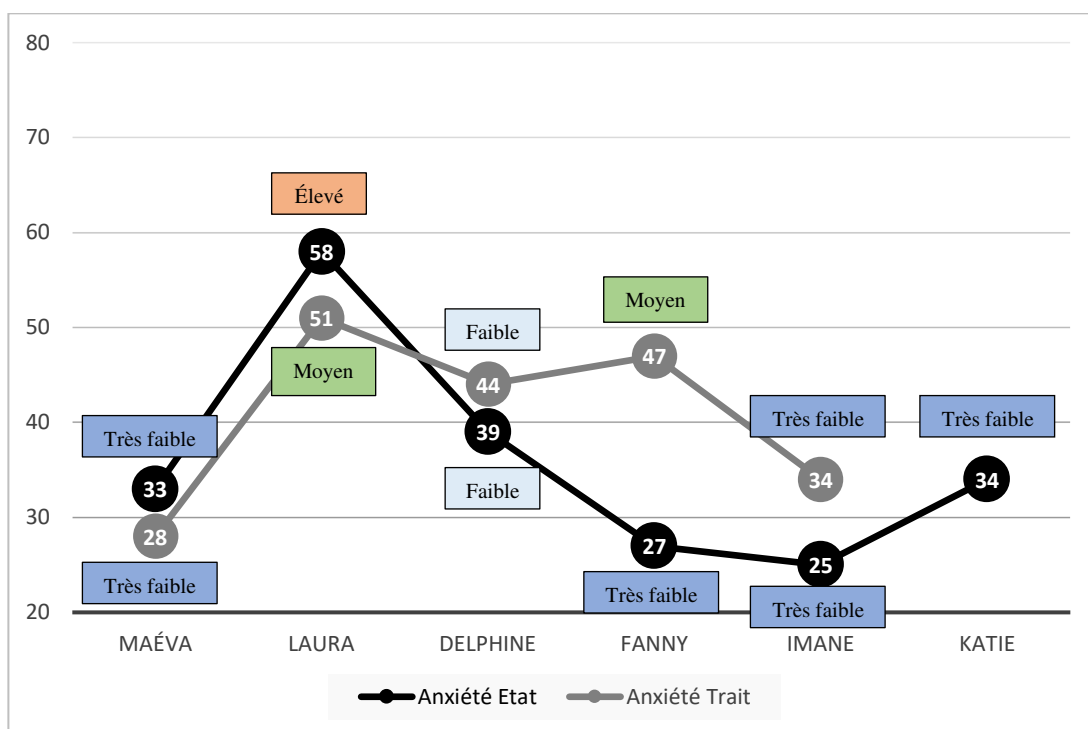 80
70
Élevé
60
58
Moyen
50
51
Faible
47
Moyen
44
40
39
Très faible
Très faible
Très faible
33
Faible
34
34
30
28
27
25
Très faible
Très faible
Très faible
20
MAÉVA LAURA DELPHINE FANNY IMANE KATIE
Anxiété Etat Anxiété Trait